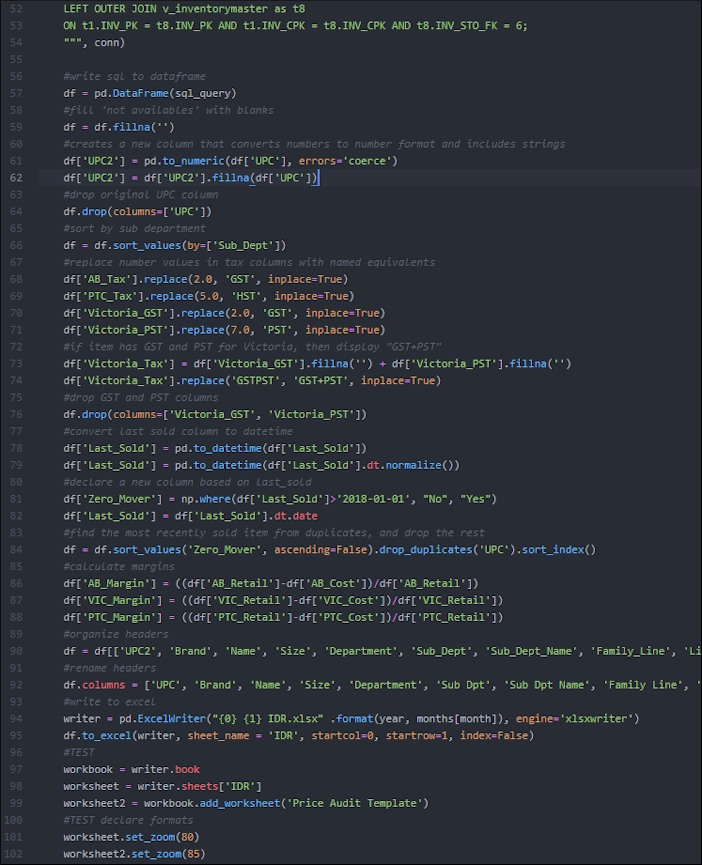 52 LEFT OUTER JOIN v_inventorymaster as t8
53 ON t1.INV_PK = t8.INV_PK AND t1.INV_CPK = t8.INV_CPK AND t8.INV_STO_FK = 6;
54 """, conn)
55
56 #write sql to dataframe
57 df = pd.DataFrame(sql_query)
58 #fill 'not availables' with blanks
59 df = df.fillna('')
60 #creates a new column that converts numbers to number format and includes strings
61 df['UPC2'] = pd.to_numeric(df['UPC'], errors='coerce')
62 df['UPC2'] = df['UPC2'].fillna(df['UPC'])
63 #drop original UPC column
64 df.drop(columns=['UPC'])
65 #sort by sub department
66 df = df.sort_values(by=['Sub_Dept'])
67 #replace number values in tax columns with named equivalents
68 df['AB_Tax'].replace(2.0, 'GST', inplace=True)
69 df['PTC_Tax'].replace(5.0, 'HST', inplace=True)
70 df['Victoria_GST'].replace(2.0, 'GST', inplace=True)
71 df['Victoria_PST'].replace(7.0, 'PST', inplace=True)
72 #if item has GST and PST for Victoria, then display "GST+PST"
73 df['Victoria_Tax'] = df['Victoria_GST'].fillna('') + df['Victoria_PST'].fillna('')
74 df['Victoria_Tax'].replace('GSTPST', 'GST+PST', inplace=True)
75 #drop GST and PST columns
76 df.drop(columns=['Victoria_GST', 'Victoria_PST'])
77 #convert last sold column to datetime
78 df['Last_Sold'] = pd.to_datetime(df['Last_Sold'])
79 df['Last_Sold'] = pd.to_datetime(df['Last_Sold'].dt.normalize())
80 #declare a new column based on last_sold
81 df['Zero_Mover'] = np.where(df['Last_Sold']>'2018-01-01', "No", "Yes")
82 df['Last_Sold'] = df['Last_Sold'].dt.date
83 #find the most recently sold item from duplicates, and drop the rest
84 df = df.sort_values('Zero_Mover', ascending=False).drop_duplicates('UPC').sort_index()
85 #calculate margins
86 df['AB_Margin'] = ((df['AB_Retail']-df['AB_Cost'])/df['AB_Retail'])
87 df['VIC_Margin'] = ((df['VIC_Retail']-df['VIC_Cost'])/df['VIC_Retail'])
88 df['PTC_Margin'] = ((df['PTC_Retail']-df['PTC_Cost'])/df['PTC_Retail'])
89 #organize headers
90 df = df[['UPC2', 'Brand', 'Name', 'Size', 'Department', 'Sub_Dept', 'Sub_Dept_Name', 'Family_Line', 'Li
91 #rename headers
92 df.columns = ['UPC', 'Brand', 'Name', 'Size', 'Department', 'Sub Dpt', 'Sub Dpt Name', 'Family Line', '
93 #write to excel
94 writer = pd.ExcelWriter("{0} {1} IDR.xlsx" .format(year, months[month]), engine='xlsxwriter')
95 df.to_excel(writer, sheet_name = 'IDR', startcol=0, startrow=1, index=False)
96 #TEST
97 workbook = writer.book
98 worksheet = writer.sheets['IDR']
99 worksheet2 = workbook.add_worksheet('Price Audit Template')
100 #TEST declare formats
101 worksheet.set_zoom(80)
102 worksheet2.set_zoom(85)